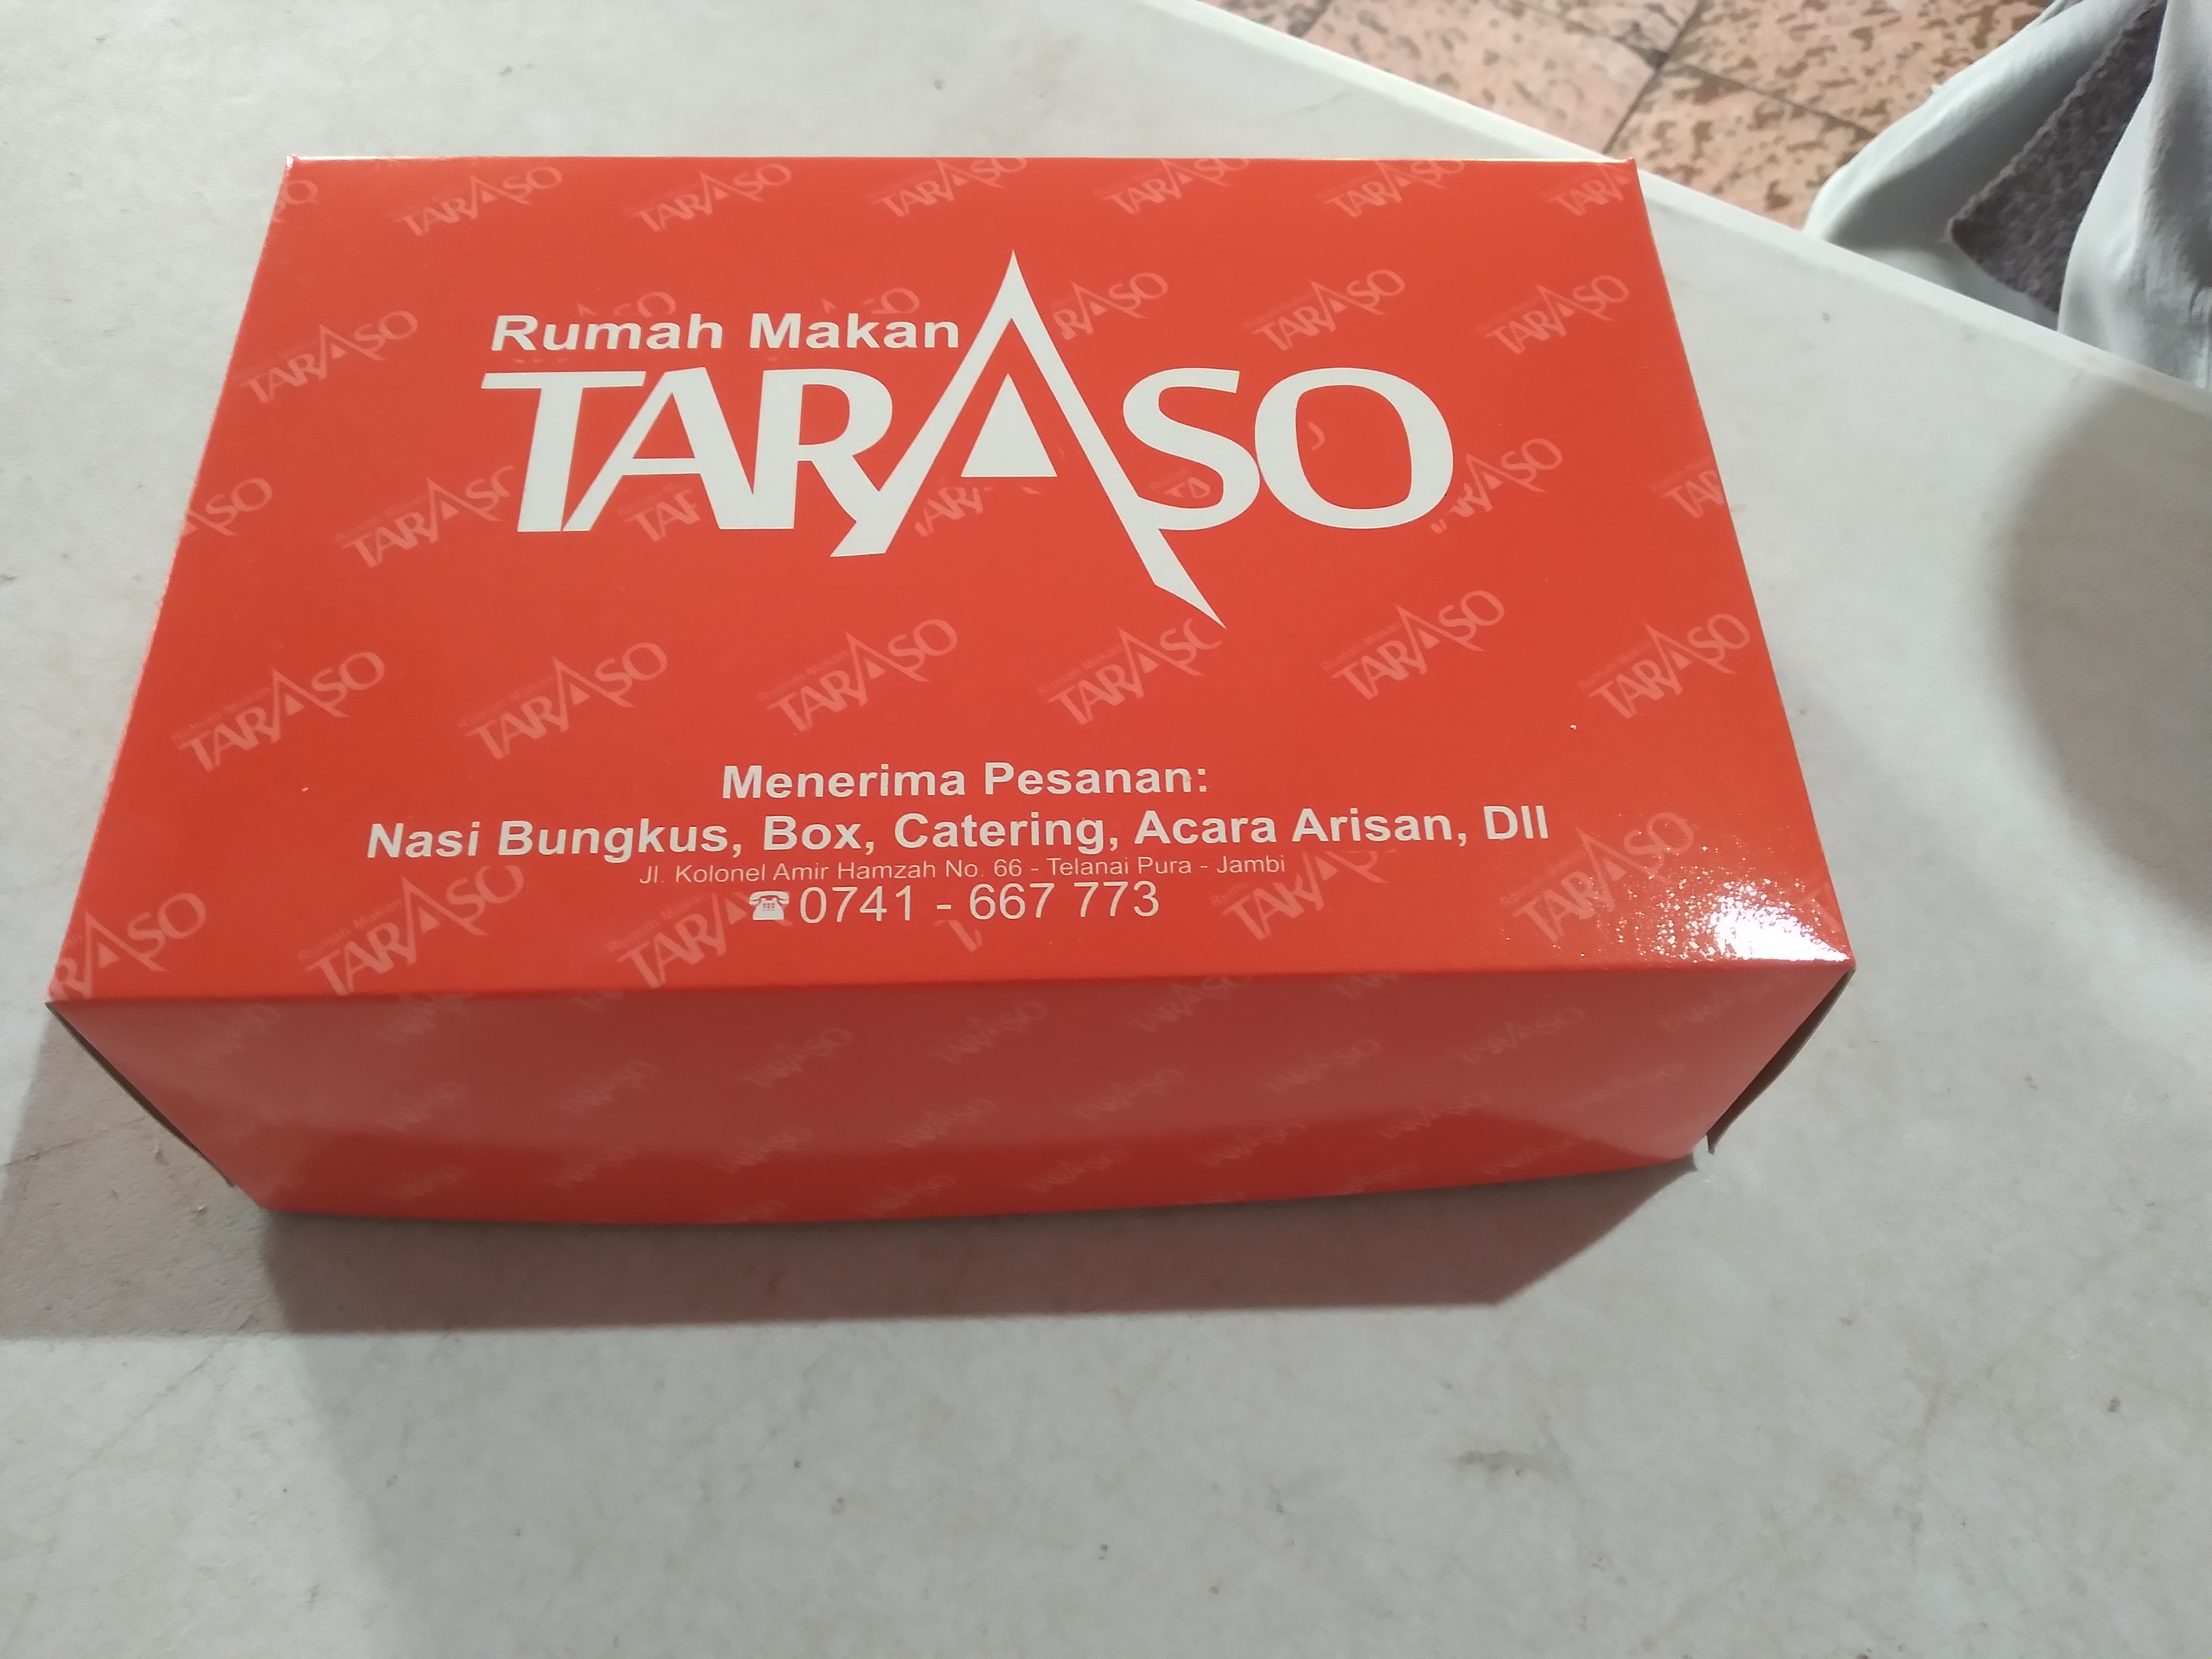 Rumah Makan
TARASO
Menerima Pesanan:
Nasi Bungkus, Box, Catering, Acara Arisan, Dll
Jl. Kolonel Amir Hamzah No. 66 - Telanai Pura - Jambi
0741 - 667 773